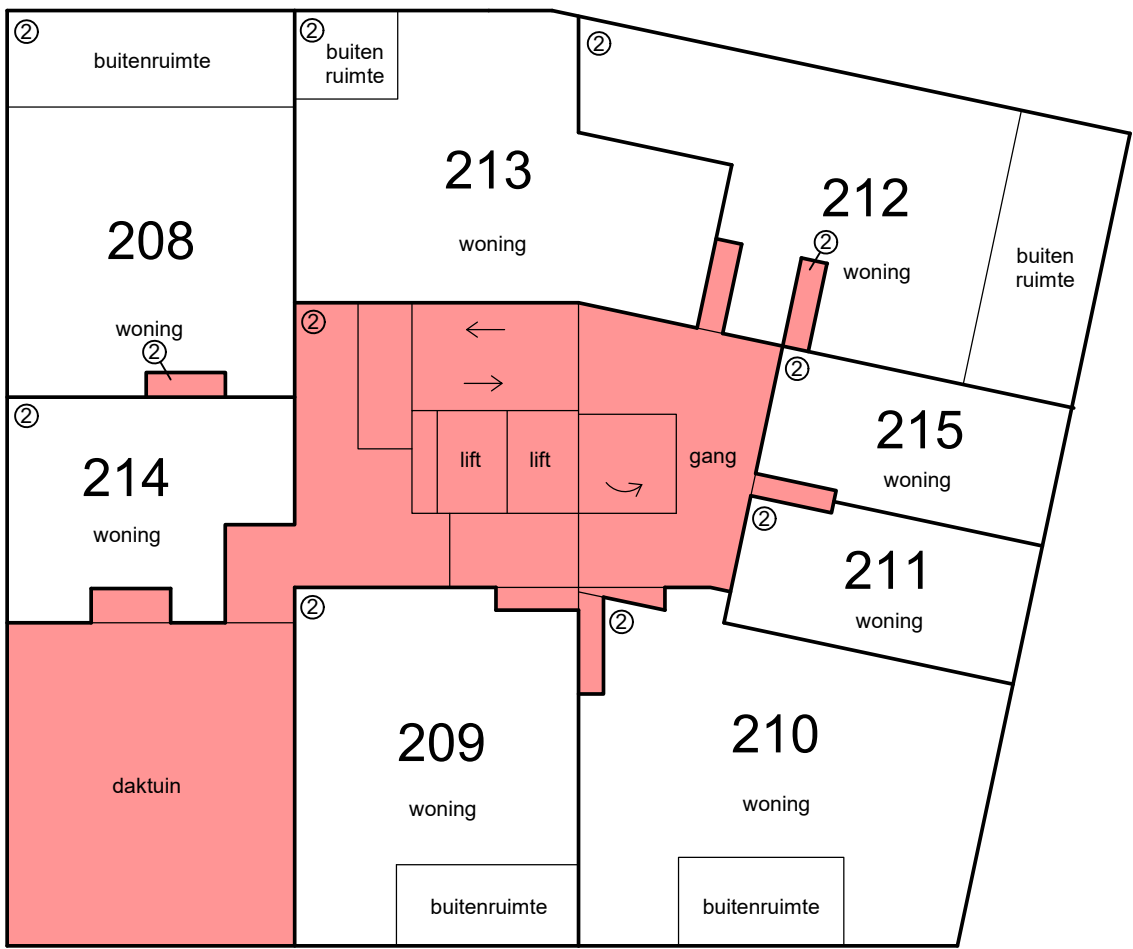 ②
buitenruimte
②
buiten
ruimte
②
213
212
208
woning
②
woning
buiten
ruimte
②
woning
②
②
②
215
214
lift
lift
gang
woning
woning
②
211
②
②
woning
209
210
daktuin
woning
woning
buitenruimte
buitenruimte